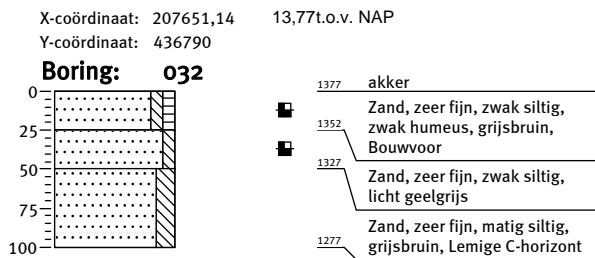 X-coördinaat: 207651,14 13,77t.o.v. NAP
Y-coördinaat: 436790
Boring: 032
0
25
50
75
100
1377 akker
Zand, zeer fijn, zwak siltig,
1352 zwak humeus, grijsbruin,
Bouwvoor
1327
Zand, zeer fijn, zwak siltig,
licht geelgrijs
Zand, zeer fijn, matig siltig,
1277 grijsbruin, Lemige C-horizont